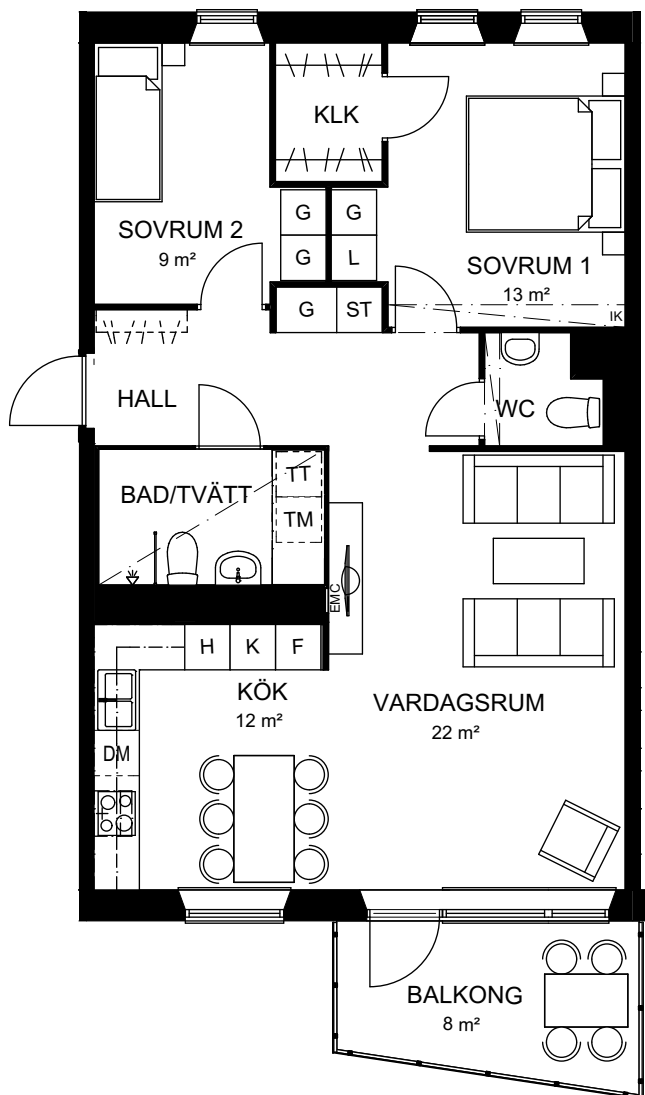 KLK
G
G
SOVRUM 2
9 m²
G
L
SOVRUM 1
13 m²
G
ST
IK
HALL
WC
BAD/TVÄTT
TT
TM
EMC
H
K
F
KÖK
12 m²
VARDAGSRUM
22 m²
DM
BALKONG
8 m²